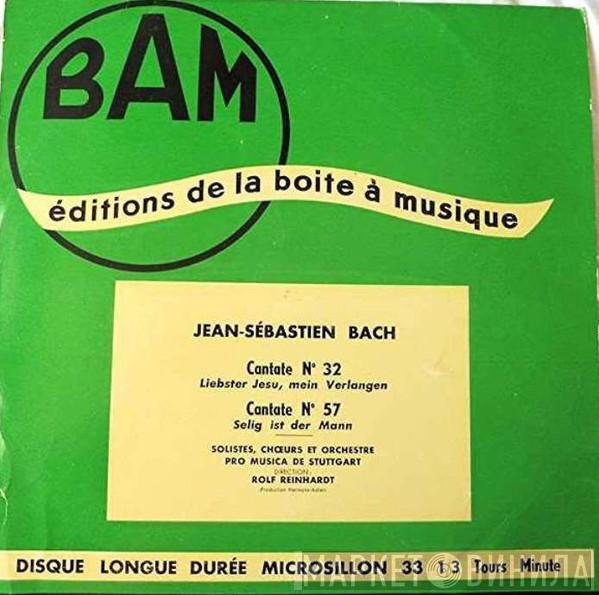 BAM
éditions de la boite à musique
JEAN-SÉBASTIEN BACH
Cantate N° 32
Liebster Jesu, mein Verlangen
Cantate N° 57
Selig ist der Mann
SOLISTES, CHŒURS ET ORCHESTRE
PRO MUSICA DE STUTTGART
DIRECTION:
ROLF REINHARDT
DISQUE LONGUE DURÉE MICROSILLON 33 1 3 Tours Minute
МАРКЕТ ВИНИЛА